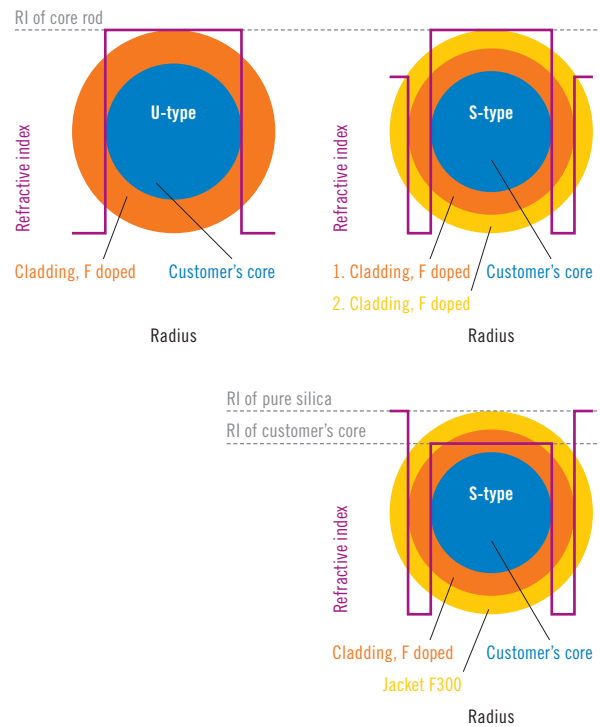 RI of core rod
U-type
Refractive index
Cladding, F doped
Customer’s core
Radius
S-type
Refractive index
1. Cladding, F doped
Customer’s core
2. Cladding, F doped
Radius
RI of pure silica
RI of customer’s core
S-type
Refractive index
Cladding, F doped
Customer’s core
Jacket F300
Radius